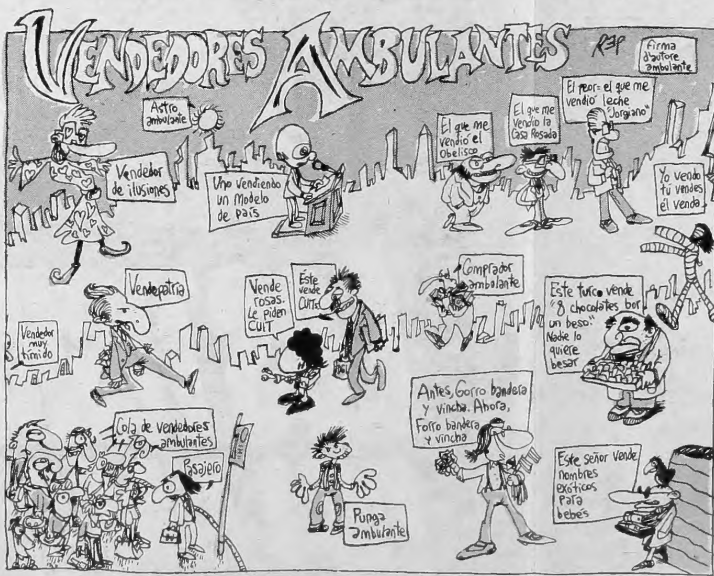 VENDEDORES AMBULANTES
REP
Firma
d'autore
ambulante
Astro
ambulante
Vendedor
de ilusiones
Uno vendiendo
un modelo
de país
El que me
vendió el
Obelisco
El que me
vendió la
Casa Rosada
El peor= el que me
vendió leche
"Jorgiano"
Yo vendo
tú vendes
él venda
Vendedor
muy
tímido
Vendepatria
Vende
rosas.
Le piden
CUIT
Este
vende
CUITs
Comprador
ambulante
Este turco vende
"8 chocolates bor
un beso"
Nadie lo
quiere
besar
Cola de vendedores
ambulantes
Pasajero
Punga
ambulante
Antes, Gorro bandera
y vincha. Ahora,
Forro bandera
y vincha
Este señor vende
nombres
exóticos
para
bebés